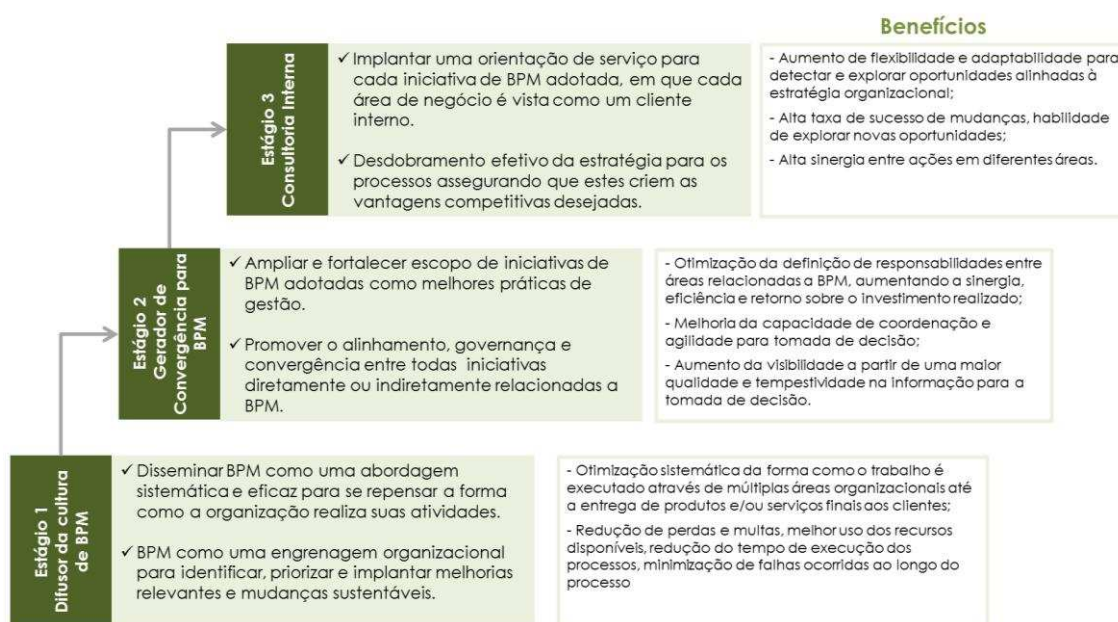 Benefícios
Estágio 3
Consultoria Interna
✓ Implantar uma orientação de serviço para
cada iniciativa de BPM adotada, em que cada
área de negócio é vista como um cliente
interno.
✓ Desdobramento efetivo da estratégia para os
processos assegurando que estes criem as
vantagens competitivas desejadas.
- Aumento de flexibilidade e adaptabilidade para
detectar e explorar oportunidades alinhadas à
estratégia organizacional;
- Alta taxa de sucesso de mudanças, habilidade
de explorar novas oportunidades;
- Alta sinergia entre ações em diferentes áreas.
Estágio 2
Gerador de
Convergência para
BPM
✓ Ampliar e fortalecer escopo de iniciativas de
BPM adotadas como melhores práticas de
gestão.
✓ Promover o alinhamento, governança e
convergência entre todas iniciativas
diretamente ou indiretamente relacionadas a
BPM.
- Otimização da definição de responsabilidades entre
áreas relacionadas a BPM, aumentando a sinergia,
eficiência e retorno sobre o investimento realizado;
- Melhoria da capacidade de coordenação e
agilidade para tomada de decisão;
- Aumento da visibilidade a partir de uma maior
qualidade e tempestividade na informação para a
tomada de decisão.
Estágio 1
Difusor da cultura
de BPM
✓ Disseminar BPM como uma abordagem
sistemática e eficaz para se repensar a forma
como a organização realiza suas atividades.
✓ BPM como uma engrenagem organizacional
para identificar, priorizar e implantar melhorias
relevantes e mudanças sustentáveis.
- Otimização sistemática da forma como o trabalho é
executado através de múltiplas áreas organizacionais até
a entrega de produtos e/ou serviços finais aos clientes;
- Redução de perdas e multas, melhor uso dos recursos
disponíveis, redução do tempo de execução dos
processos, minimização de falhas ocorridas ao longo do
processo